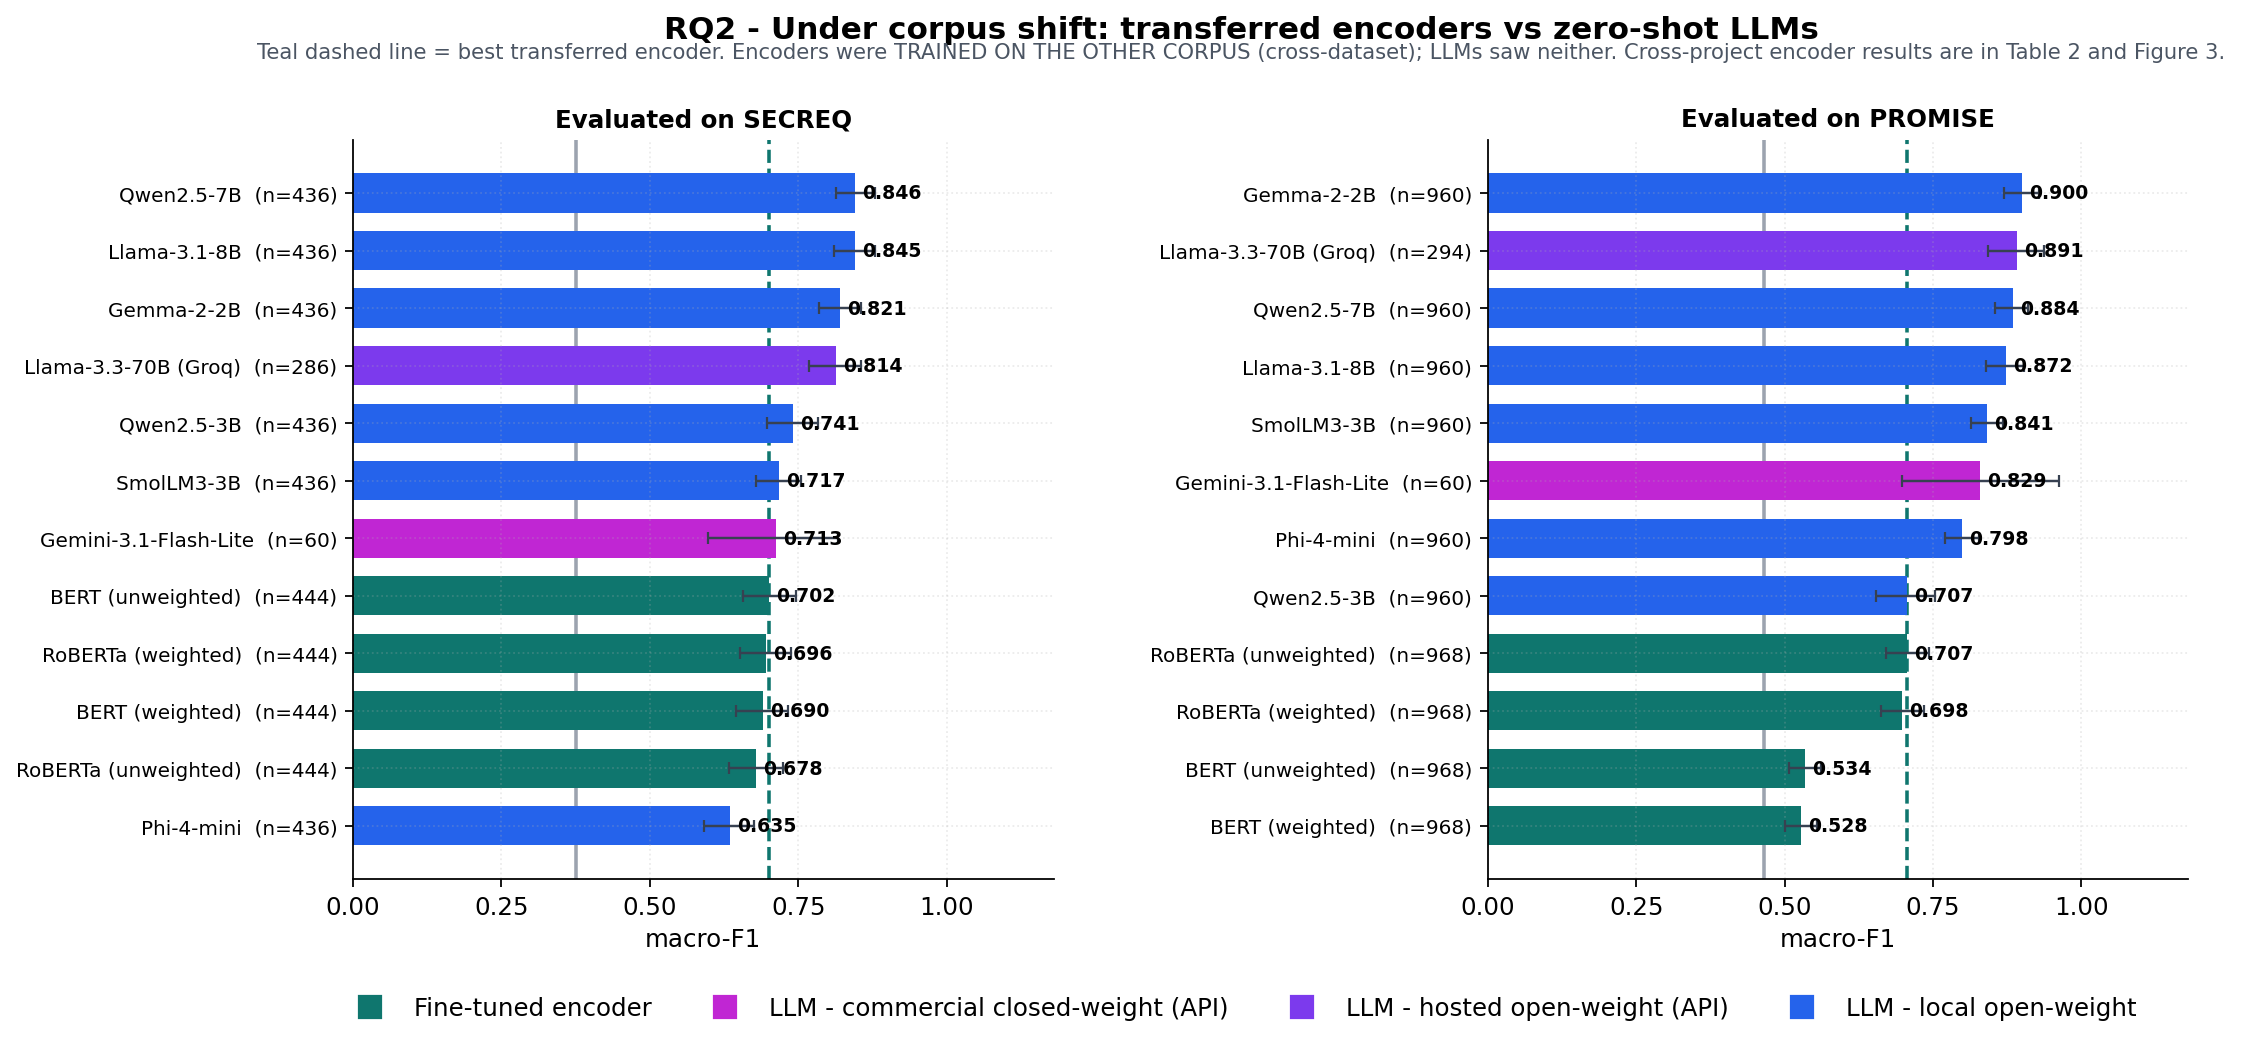 RQ2 - Under corpus shift: transferred encoders vs zero-shot LLMs
Teal dashed line = best transferred encoder. Encoders were TRAINED ON THE OTHER CORPUS (cross-dataset); LLMs saw neither. Cross-project encoder results are in Table 2 and Figure 3.
Evaluated on SECREQ
Qwen2.5-7B (n=436) 0.846
Llama-3.1-8B (n=436) 0.845
Gemma-2-2B (n=436) 0.821
Llama-3.3-70B (Groq) (n=286) 0.814
Qwen2.5-3B (n=436) 0.741
SmolLM3-3B (n=436) 0.717
Gemini-3.1-Flash-Lite (n=60) 0.713
BERT (unweighted) (n=444) 0.702
RoBERTa (weighted) (n=444) 0.696
BERT (weighted) (n=444) 0.690
RoBERTa (unweighted) (n=444) 0.678
Phi-4-mini (n=436) 0.635
0.00 0.25 0.50 0.75 1.00
macro-F1
Evaluated on PROMISE
Gemma-2-2B (n=960) 0.900
Llama-3.3-70B (Groq) (n=294) 0.891
Qwen2.5-7B (n=960) 0.884
Llama-3.1-8B (n=960) 0.872
SmolLM3-3B (n=960) 0.841
Gemini-3.1-Flash-Lite (n=60) 0.829
Phi-4-mini (n=960) 0.798
Qwen2.5-3B (n=960) 0.707
RoBERTa (unweighted) (n=968) 0.707
RoBERTa (weighted) (n=968) 0.698
BERT (unweighted) (n=968) 0.534
BERT (weighted) (n=968) 0.528
0.00 0.25 0.50 0.75 1.00
macro-F1
Fine-tuned encoder LLM - commercial closed-weight (API) LLM - hosted open-weight (API) LLM - local open-weight